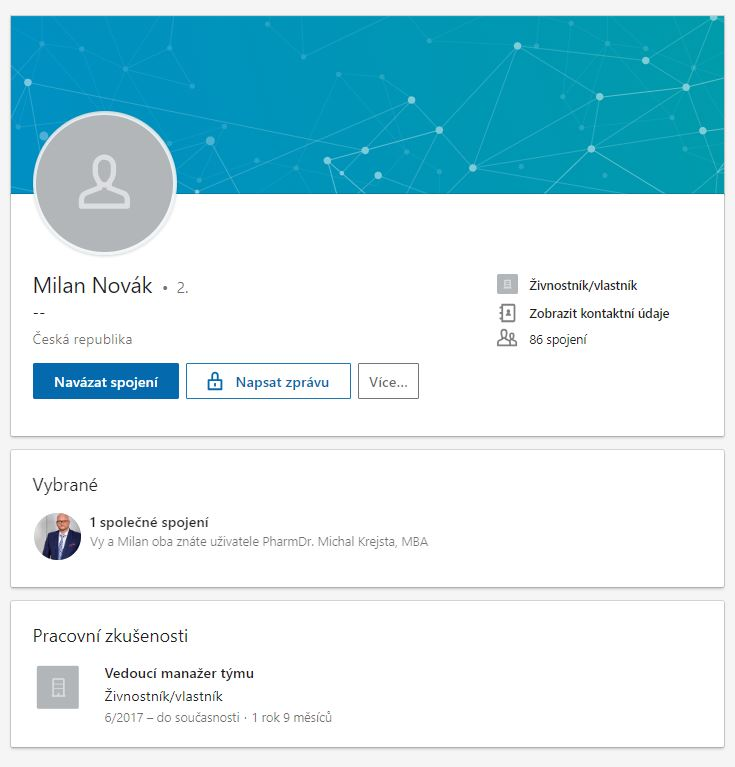 Milan Novák • 2.
--
Česká republika
Živnostník/vlastník
Zobrazit kontaktní údaje
86 spojení
Navázat spojení
Napsat zprávu
Více...
Vybrané
1 společné spojení
Vy a Milan oba znáte uživatele PharmDr. Michal Krejsta, MBA
Pracovní zkušenosti
Vedoucí manažer týmu
Živnostník/vlastník
6/2017 – do současnosti · 1 rok 9 měsíců